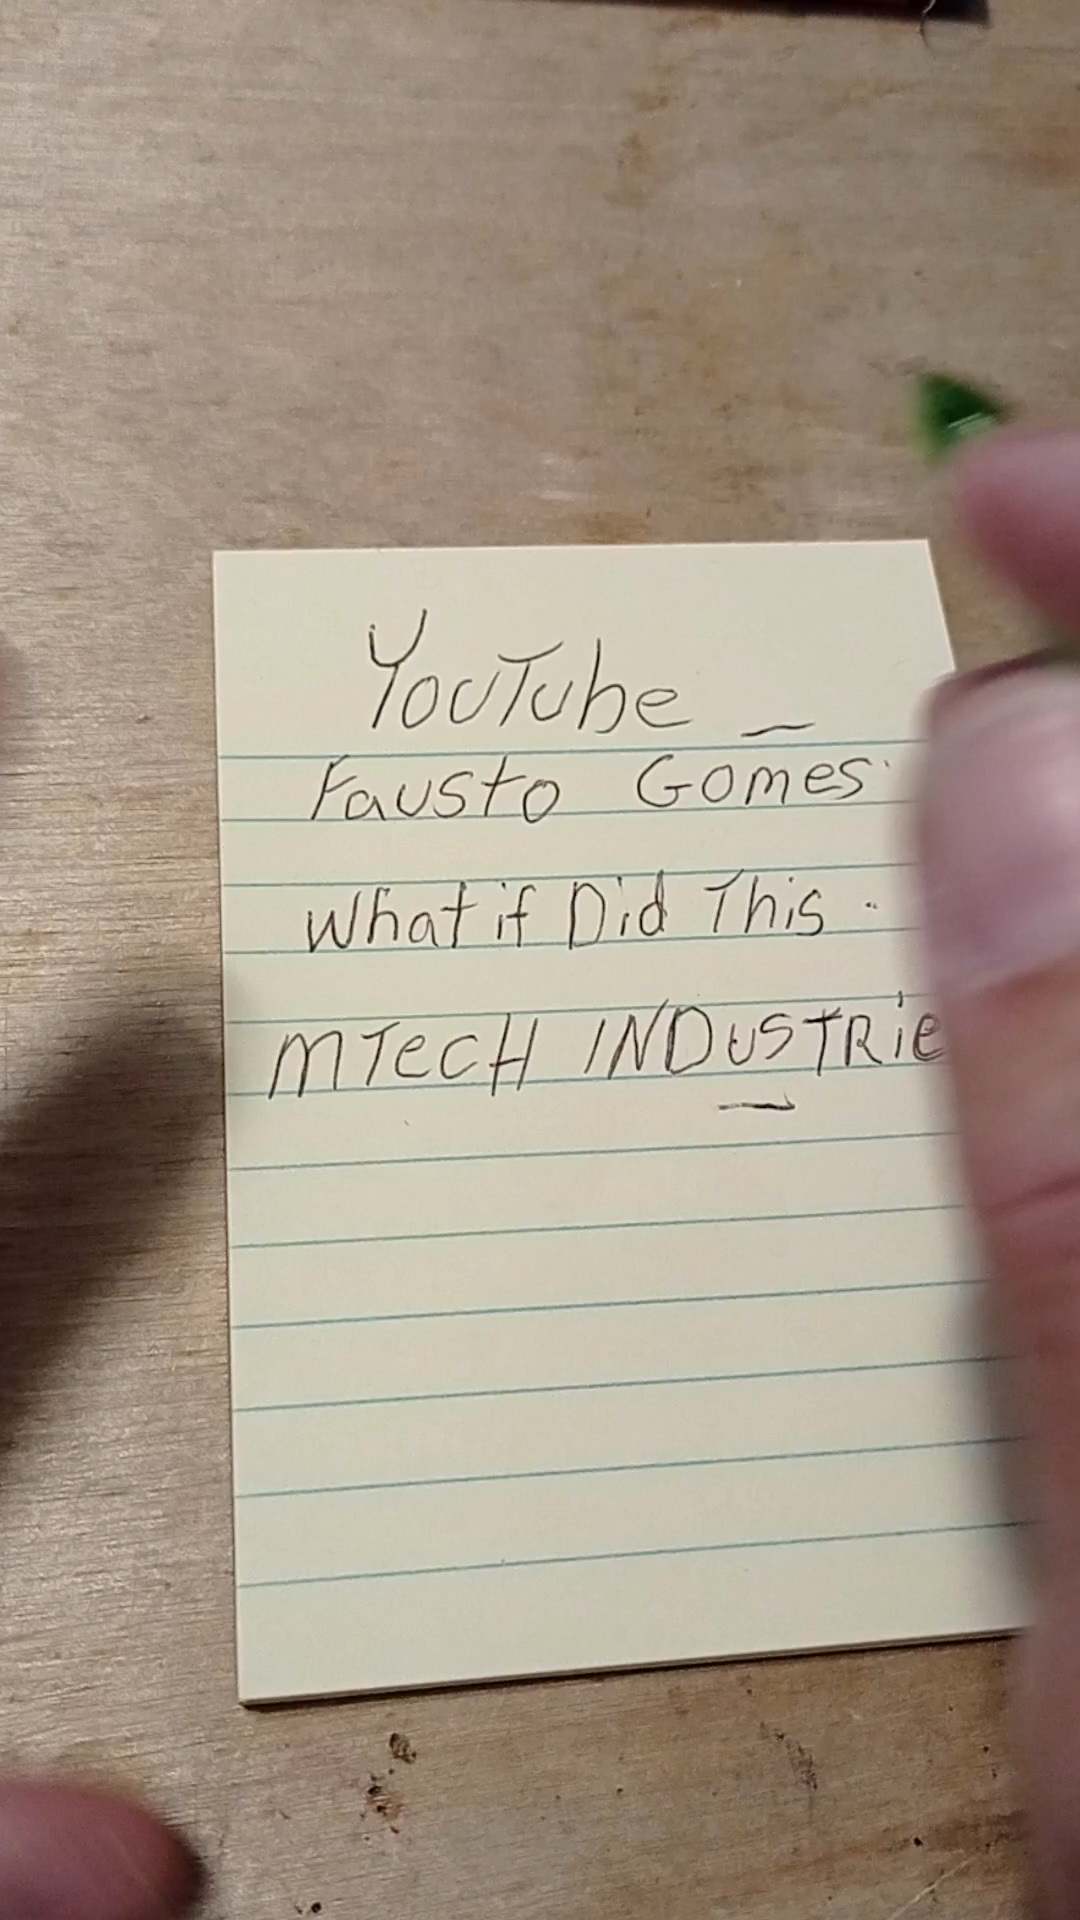 YouTube _
Fausto Gomes
What if Did This
MTecH INDUSTRie